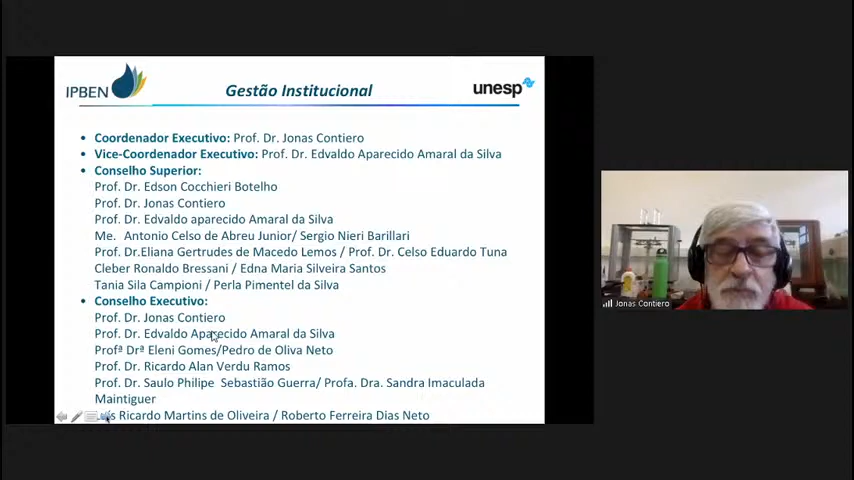 IPBEN
Gestão Institucional
unesp
• Coordenador Executivo: Prof. Dr. Jonas Contiero
• Vice-Coordenador Executivo: Prof. Dr. Edvaldo Aparecido Amaral da Silva
• Conselho Superior:
Prof. Dr. Edson Cocchieri Botelho
Prof. Dr. Jonas Contiero
Prof. Dr. Edvaldo aparecido Amaral da Silva
Me. Antonio Celso de Abreu Junior/ Sergio Nieri Barillari
Prof. Dr.Eliana Gertrudes de Macedo Lemos / Prof. Dr. Celso Eduardo Tuna
Cleber Ronaldo Bressani / Edna Maria Silveira Santos
Tania Sila Campioni / Perla Pimentel da Silva
• Conselho Executivo:
Prof. Dr. Jonas Contiero
Prof. Dr. Edvaldo Aparecido Amaral da Silva
Profª Drª Eleni Gomes/Pedro de Oliva Neto
Prof. Dr. Ricardo Alan Verdu Ramos
Prof. Dr. Saulo Philipe Sebastião Guerra/ Profa. Dra. Sandra Imaculada
Maintiguer
Ricardo Martins de Oliveira / Roberto Ferreira Dias Neto
Jonas Contiero